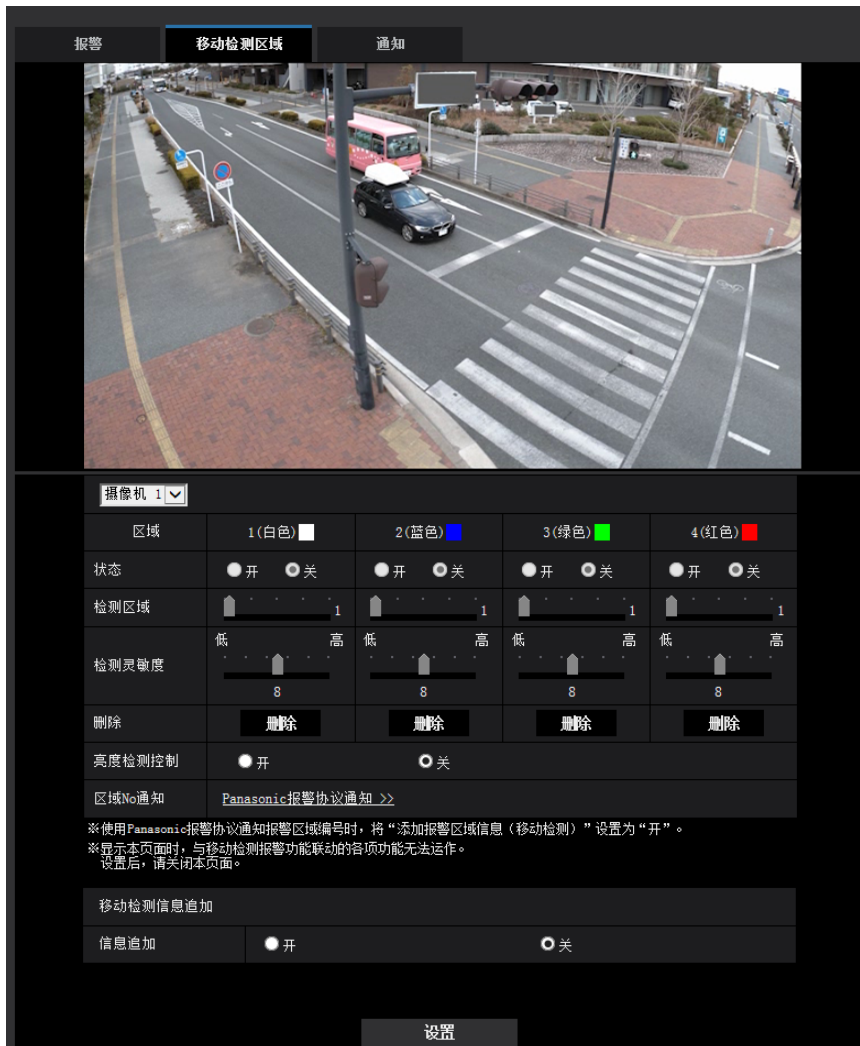 报警 移动检测区域 通知
摄像机 1
区域 1(白色) 2(蓝色) 3(绿色) 4(红色)
状态 开 关 开 关 开 关 开 关
检测区域 1 1 1 1
低 高 低 高 低 高 低 高
检测灵敏度
8 8 8 8
删除 删除 删除 删除 删除
亮度检测控制 开 关
区域No通知 Panasonic报警协议通知 >>
※使用Panasonic报警协议通知报警区域编号时，将“添加报警区域信息（移动检测）”设置为“开”。
※显示本页面时，与移动检测报警功能联动的各项功能无法运作。
设置后，请关闭本页面。
移动检测信息追加
信息追加 开 关
设置